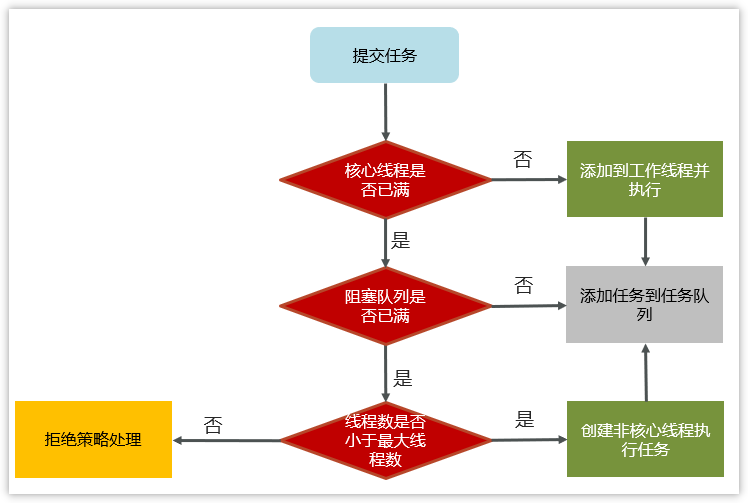 提交任务
核心线程是
否已满
否
添加到工作线程并
执行
是
阻塞队列是
否已满
否
添加任务到任务队
列
是
线程数是否
小于最大线
程数
否
拒绝策略处理
是
创建非核心线程执
行任务